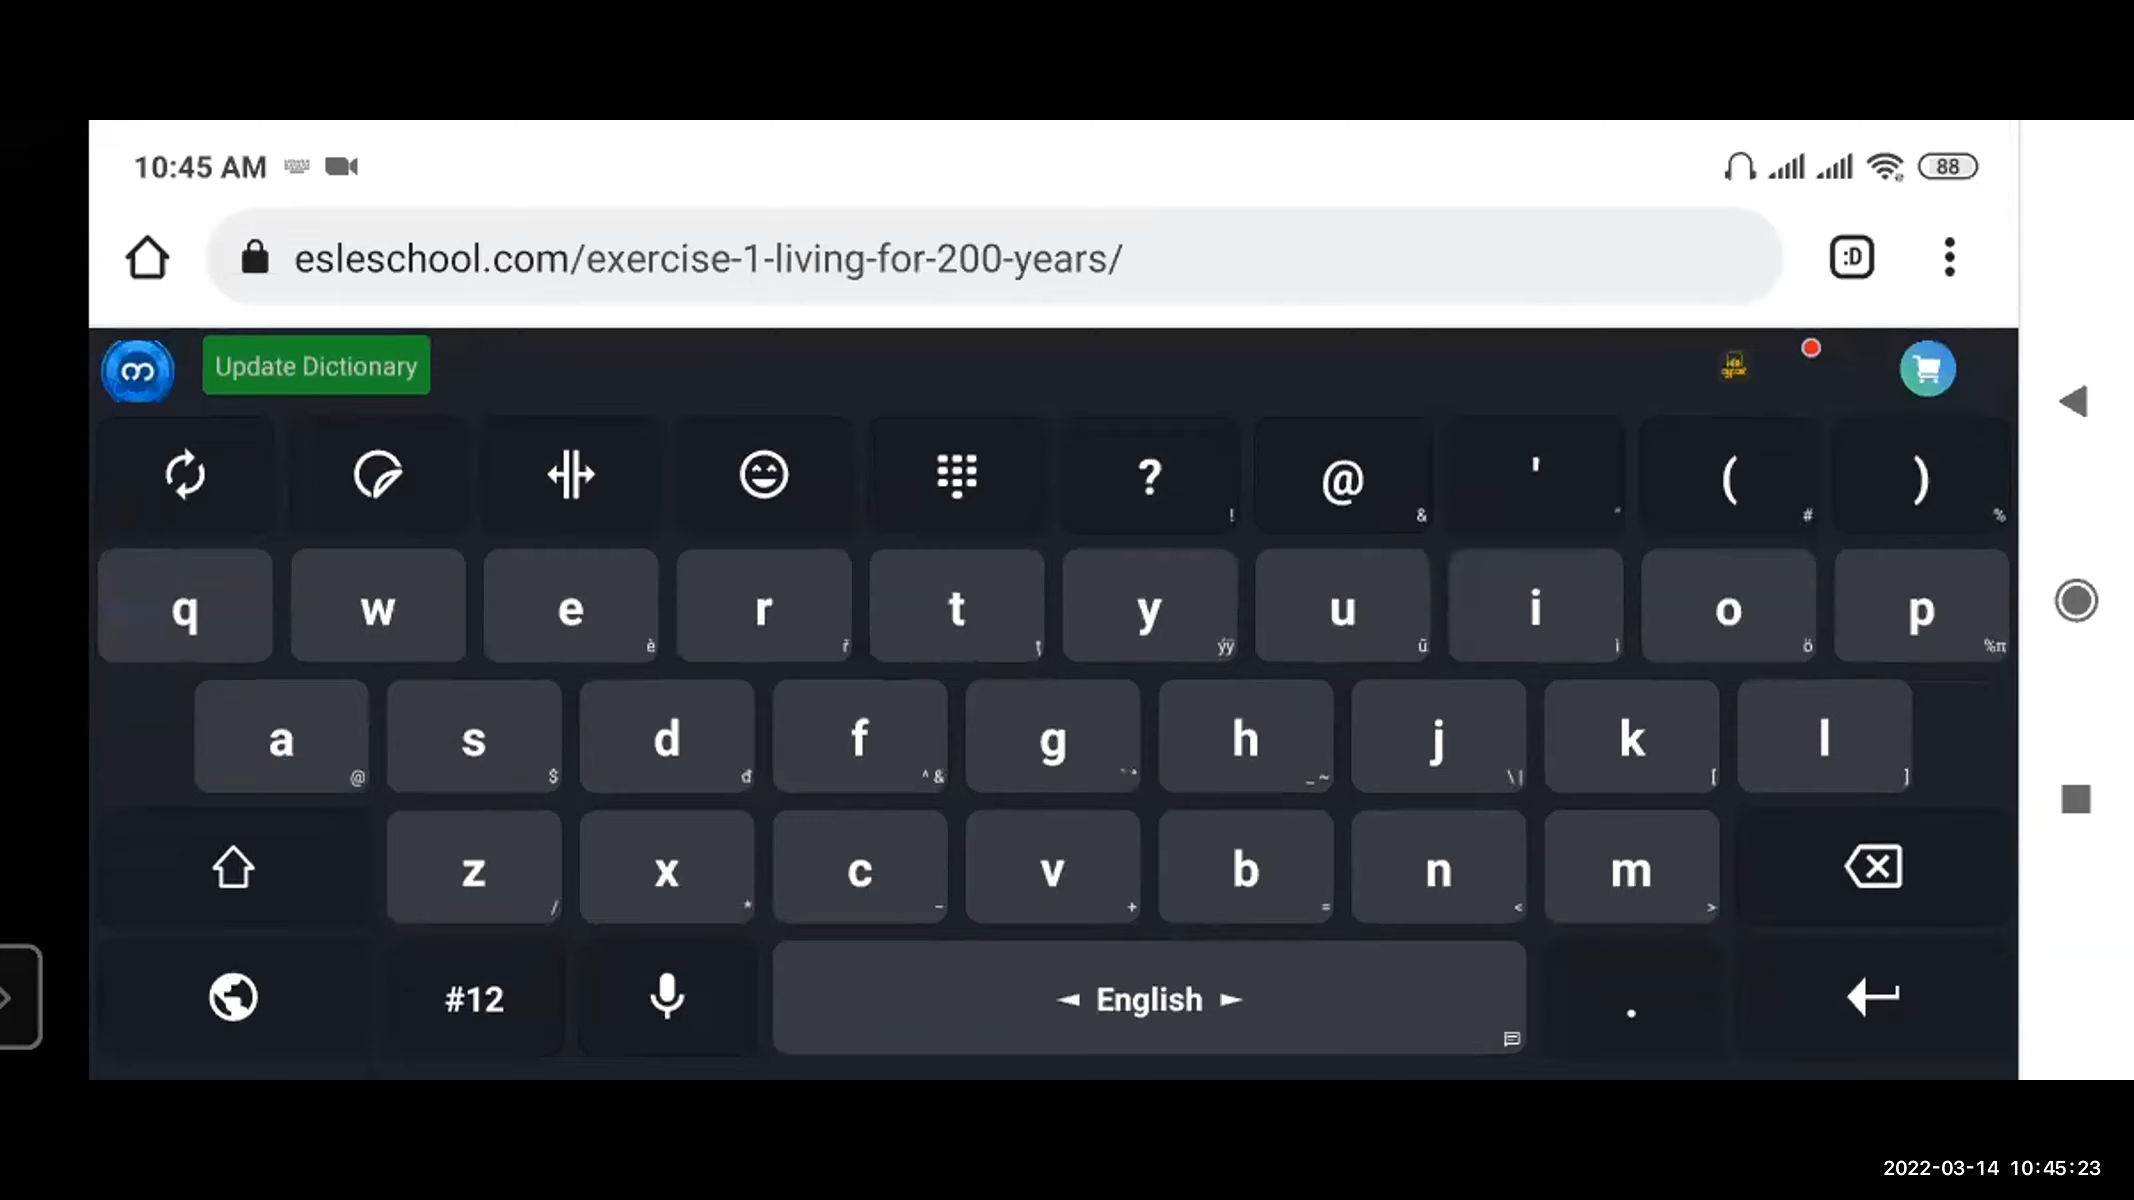 10:45 AM 88
esleschool.com/exercise-1-living-for-200-years/ :D
Update Dictionary
? ! @ & ' " ( # ) %
q w e è r ř t ţ y ýÿ u ū i ì o ö p %π
a @ s $ d đ f ^ & g h _ ~ j \ | k [ l ]
z / x * c - v + b = n < m >
#12 ◄ English ► .
2022-03-14 10:45:23